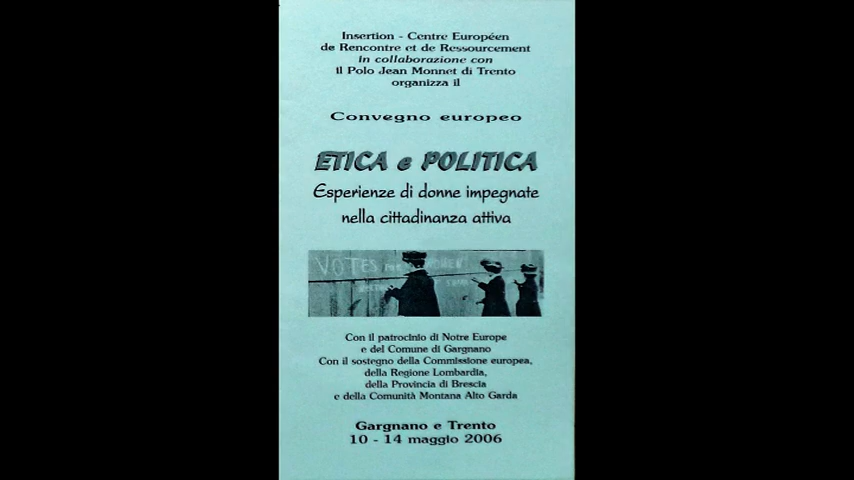 Insertion - Centre Européen
de Rencontre et de Ressourcement
in collaborazione con
il Polo Jean Monnet di Trento
organizza il
Convegno europeo
ETICA e POLITICA
Esperienze di donne impegnate
nella cittadinanza attiva
VOTES FOR WOMEN
Con il patrocinio di Notre Europe
e del Comune di Gargnano
Con il sostegno della Commissione europea,
della Regione Lombardia,
della Provincia di Brescia
e della Comunità Montana Alto Garda
Gargnano e Trento
10 - 14 maggio 2006